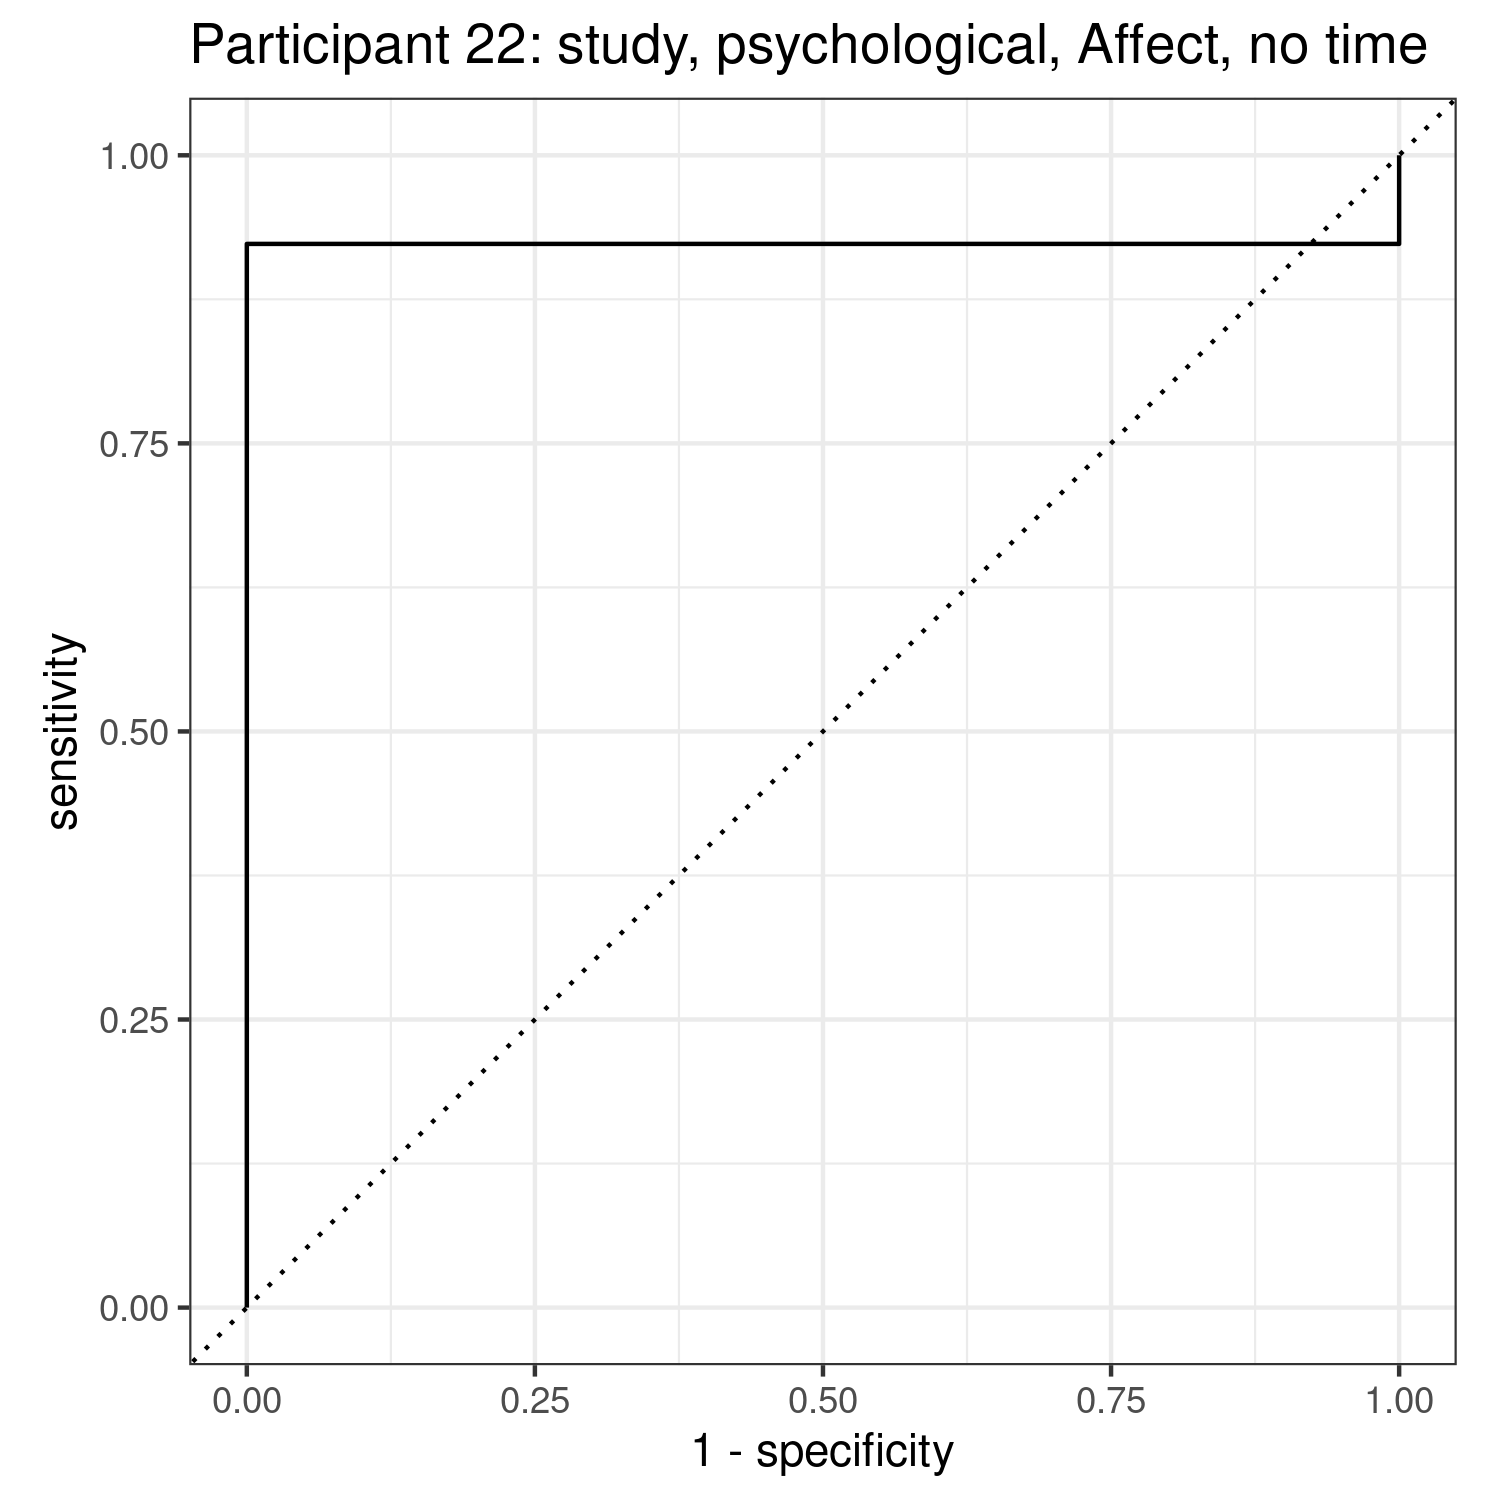 Participant 22: study, psychological, Affect, no time
1.00
0.75
0.50
0.25
0.00
sensitivity
0.00 0.25 0.50 0.75 1.00
1 - specificity